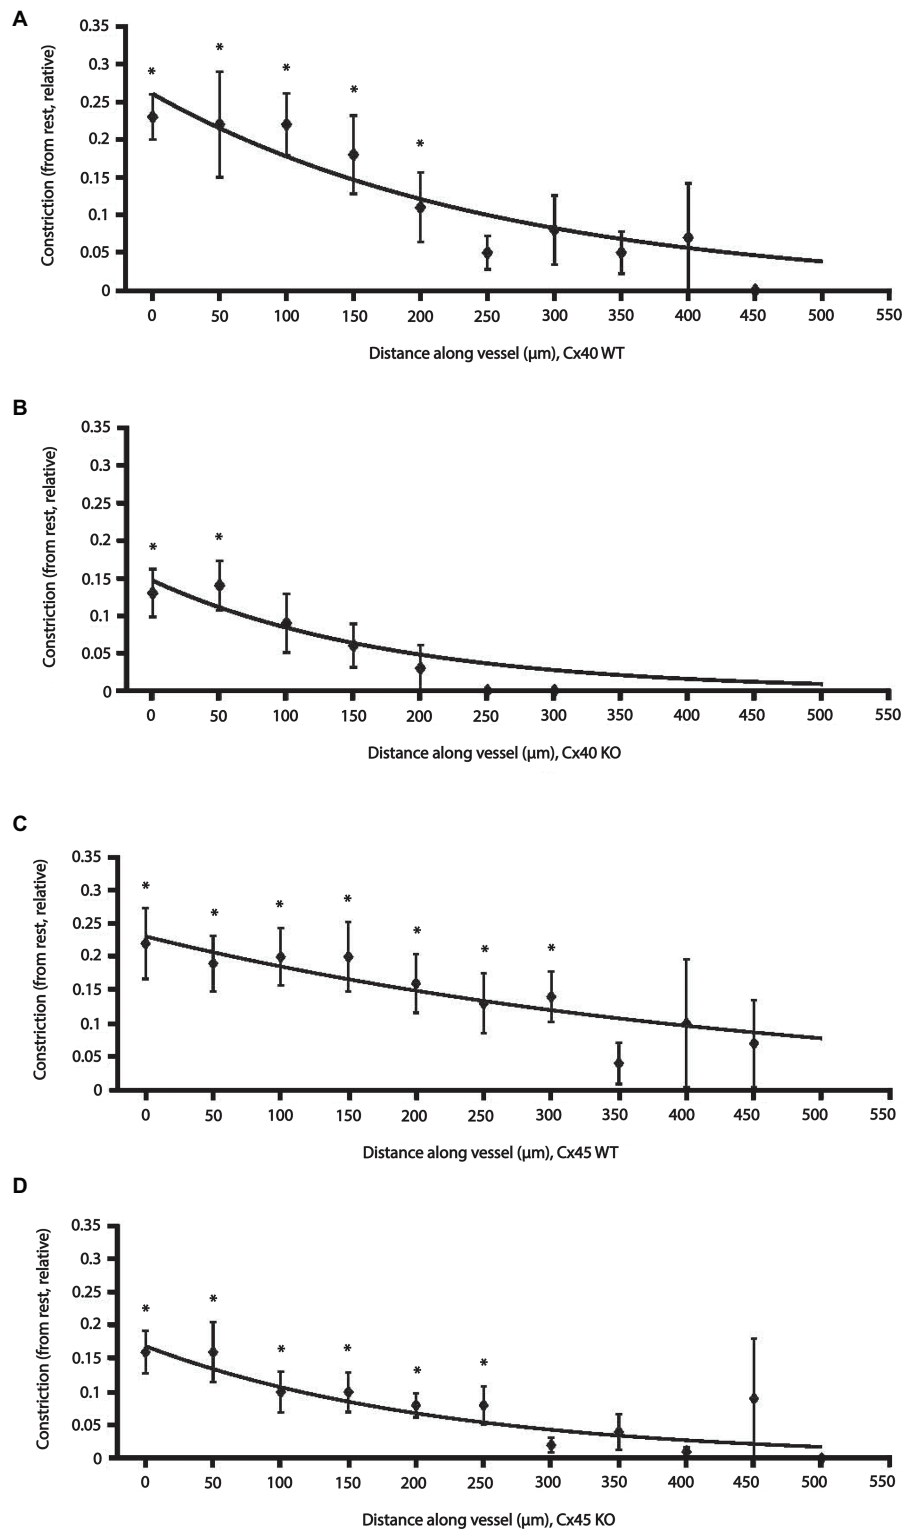 A
Constriction (from rest, relative)
0.35
0.3
0.25
0.2
0.15
0.1
0.05
0
* * * * *
0 50 100 150 200 250 300 350 400 450 500 550
Distance along vessel (µm), Cx40 WT
B
Constriction (from rest, relative)
0.35
0.3
0.25
0.2
0.15
0.1
0.05
0
* *
0 50 100 150 200 250 300 350 400 450 500 550
Distance along vessel (µm), Cx40 KO
C
Constriction (from rest, relative)
0.35
0.3
0.25
0.2
0.15
0.1
0.05
0
* * * * * * *
0 50 100 150 200 250 300 350 400 450 500 550
Distance along vessel (µm), Cx45 WT
D
Constriction (from rest, relative)
0.35
0.3
0.25
0.2
0.15
0.1
0.05
0
* * * * * *
0 50 100 150 200 250 300 350 400 450 500 550
Distance along vessel (µm), Cx45 KO